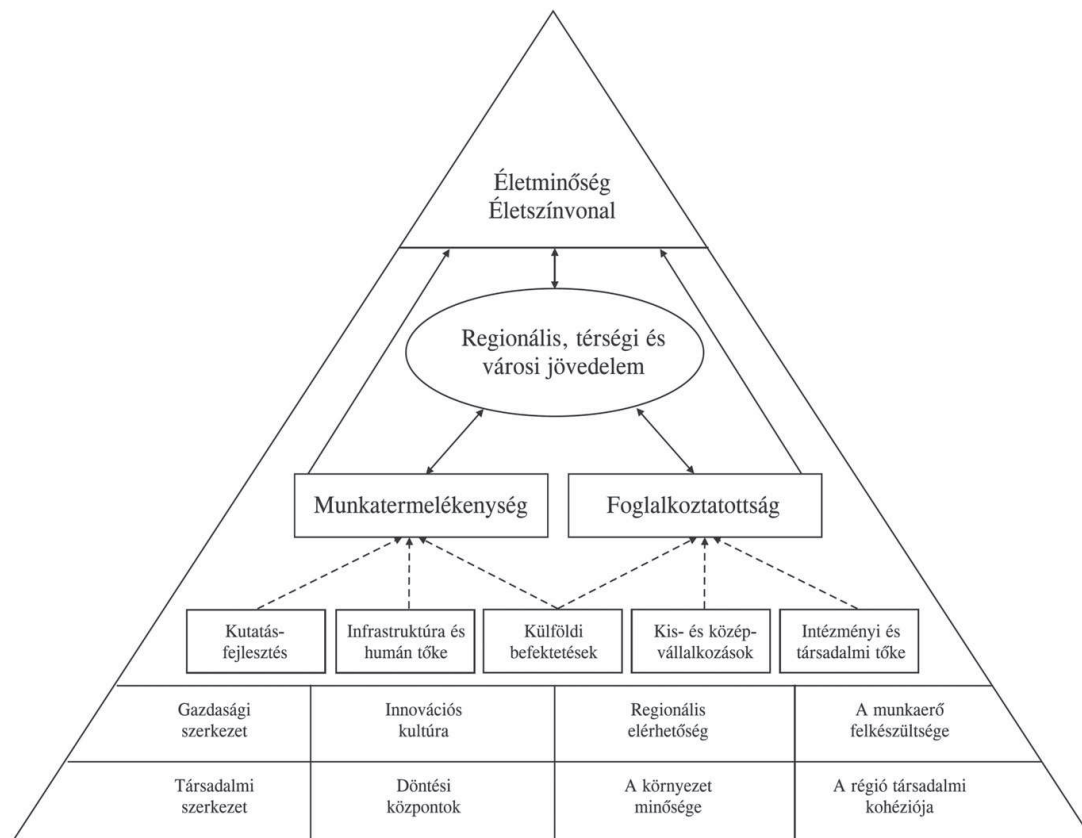 Életminőség
Életszínvonal
Regionális, térségi és
városi jövedelem
Munkatermelékenység
Foglalkoztatottság
Kutatás-
fejlesztés
Infrastruktúra és
humán tőke
Külföldi
befektetések
Kis- és közép-
vállalkozások
Intézményi és
társadalmi tőke
Gazdasági
szerkezet
Innovációs
kultúra
Regionális
elérhetőség
A munkaerő
felkészültsége
Társadalmi
szerkezet
Döntési
központok
A környezet
minősége
A régió társadalmi
kohéziója